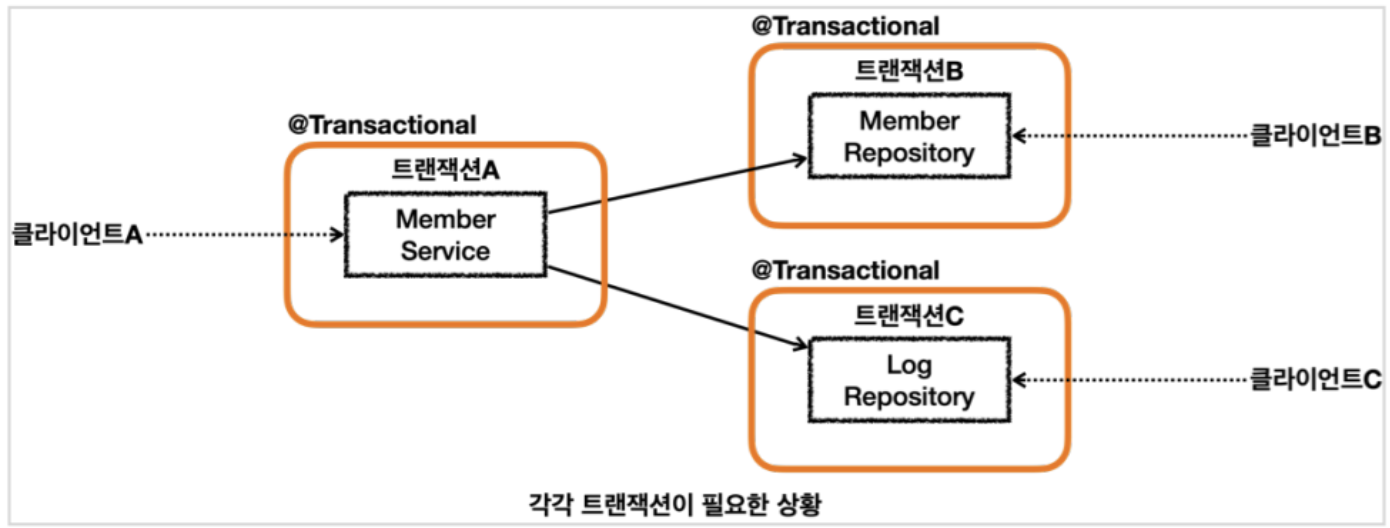 @Transactional
트랜잭션B
Member
Repository
클라이언트B
@Transactional
트랜잭션A
Member
Service
클라이언트A
@Transactional
트랜잭션C
Log
Repository
클라이언트C
각각 트랜잭션이 필요한 상황